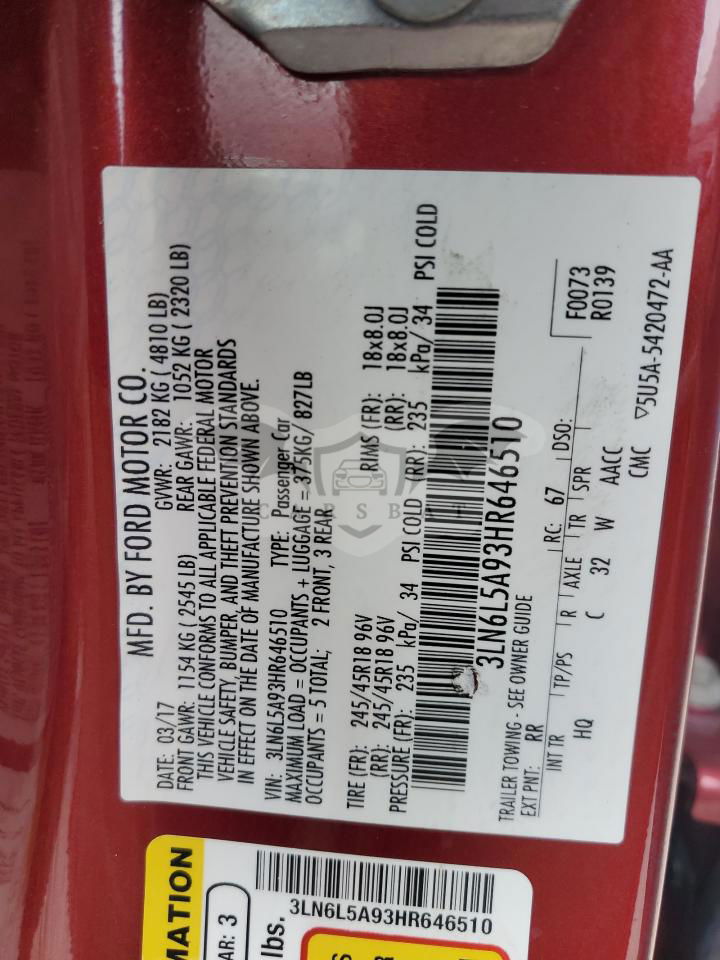 MFD. BY FORD MOTOR CO.
DATE: 03/17 GVWR: 2182 KG ( 4810 LB)
FRONT GAWR: 1154 KG ( 2545 LB) REAR GAWR: 1052 KG ( 2320 LB)
THIS VEHICLE CONFORMS TO ALL APPLICABLE FEDERAL MOTOR
VEHICLE SAFETY, BUMPER, AND THEFT PREVENTION STANDARDS
IN EFFECT ON THE DATE OF MANUFACTURE SHOWN ABOVE.
VIN: 3LN6L5A93HR646510 TYPE: Passenger Car
MAXIMUM LOAD = OCCUPANTS + LUGGAGE = 375KG/ 827LB
OCCUPANTS = 5 TOTAL; 2 FRONT, 3 REAR
TIRE (FR): 245/45R18 96V RIMS (FR): 18x8.0J
(RR): 245/45R18 96V (RR): 18x8.0J
PRESSURE (FR): 235 kPa/ 34 PSI COLD (RR): 235 kPa/ 34 PSI COLD
3LN6L5A93HR646510
TRAILER TOWING - SEE OWNER GUIDE
EXT PNT: RR RC: 67 DSO: F0073
R0139
INT TR TP/PS R AXLE TR SPR
HQ C 32 W AACC
CMC ▽5U5A-5420472-AA
CARSBAT
MATION
AR: 3
lbs.
3LN6L5A93HR646510
&